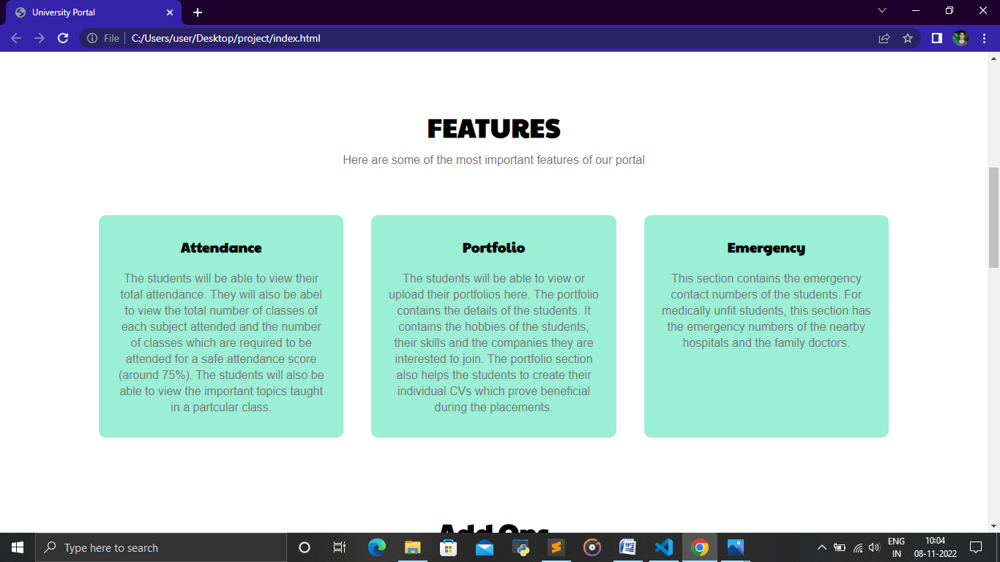 University Portal
File
C:/Users/user/Desktop/project/index.html
FEATURES
Here are some of the most important features of our portal
Attendance
The students will be able to view their
total attendance. They will also be abel
to view the total number of classes of
each subject attended and the number
of classes which are required to be
attended for a safe attendance score
(around 75%). The students will also be
able to view the important topics taught
in a partcular class.
Portfolio
The students will be able to view or
upload their portfolios here. The portfolio
contains the details of the students. It
contains the hobbies of the students,
their skills and the companies they are
interested to join. The portfolio section
also helps the students to create their
individual CVs which prove beneficial
during the placements.
Emergency
This section contains the emergency
contact numbers of the students. For
medically unfit students, this section has
the emergency numbers of the nearby
hospitals and the family doctors.
Add Ons
Type here to search
ENG
IN
10:04
08-11-2022